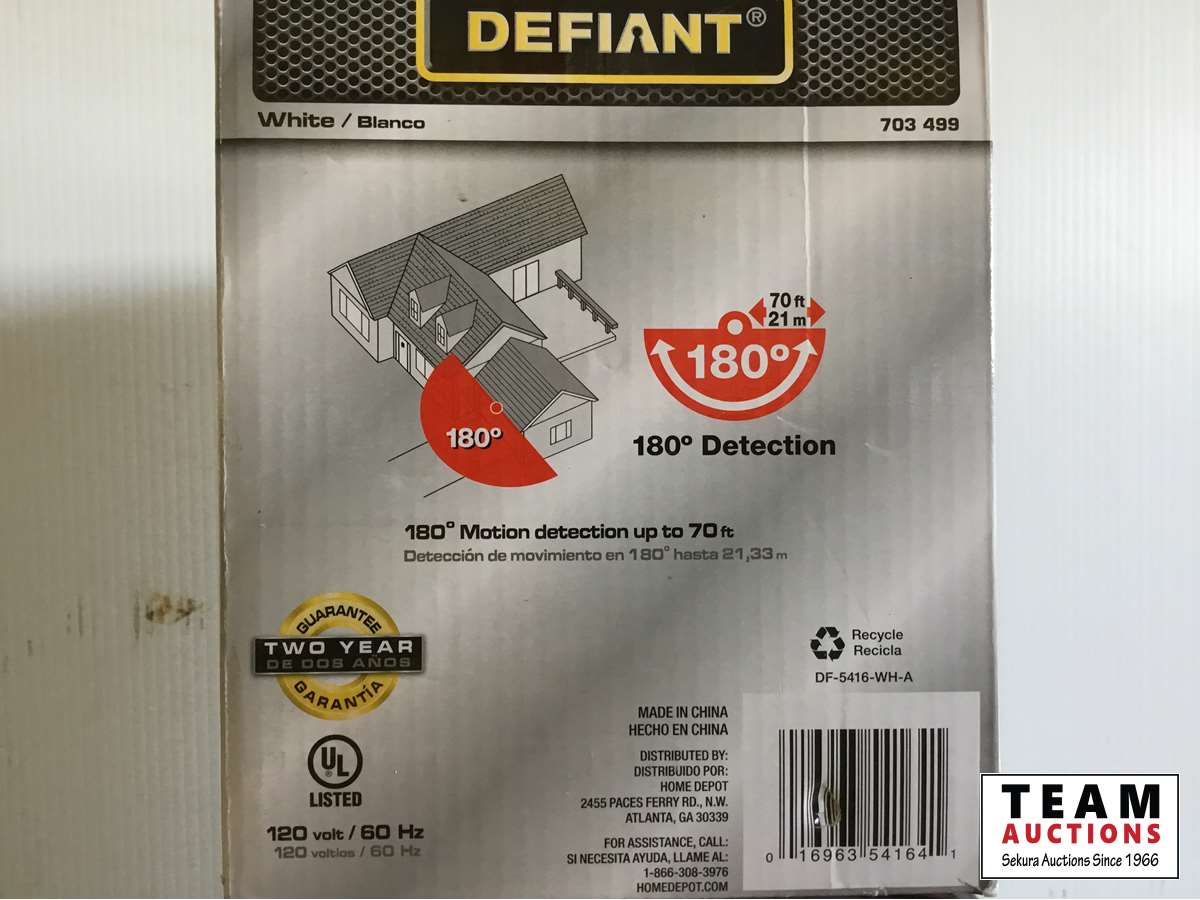 DEFIANT®
White / Blanco
703 499
70 ft
21 m
180º
180º
180º Detection
180° Motion detection up to 70 ft
Detección de movimiento en 180° hasta 21,33 m
GUARANTEE
TWO YEAR
DE DOS AÑOS
GARANTÍA
Recycle
Recicla
DF-5416-WH-A
UL
LISTED
120 volt / 60 Hz
120 voltios / 60 Hz
MADE IN CHINA
HECHO EN CHINA
DISTRIBUTED BY:
DISTRIBUIDO POR:
HOME DEPOT
2455 PACES FERRY RD., N.W.
ATLANTA, GA 30339
FOR ASSISTANCE, CALL:
SI NECESITA AYUDA, LLAME AL:
1-866-308-3976
HOMEDEPOT.COM
0 16963 54164 1
TEAM
AUCTIONS
Sekura Auctions Since 1966